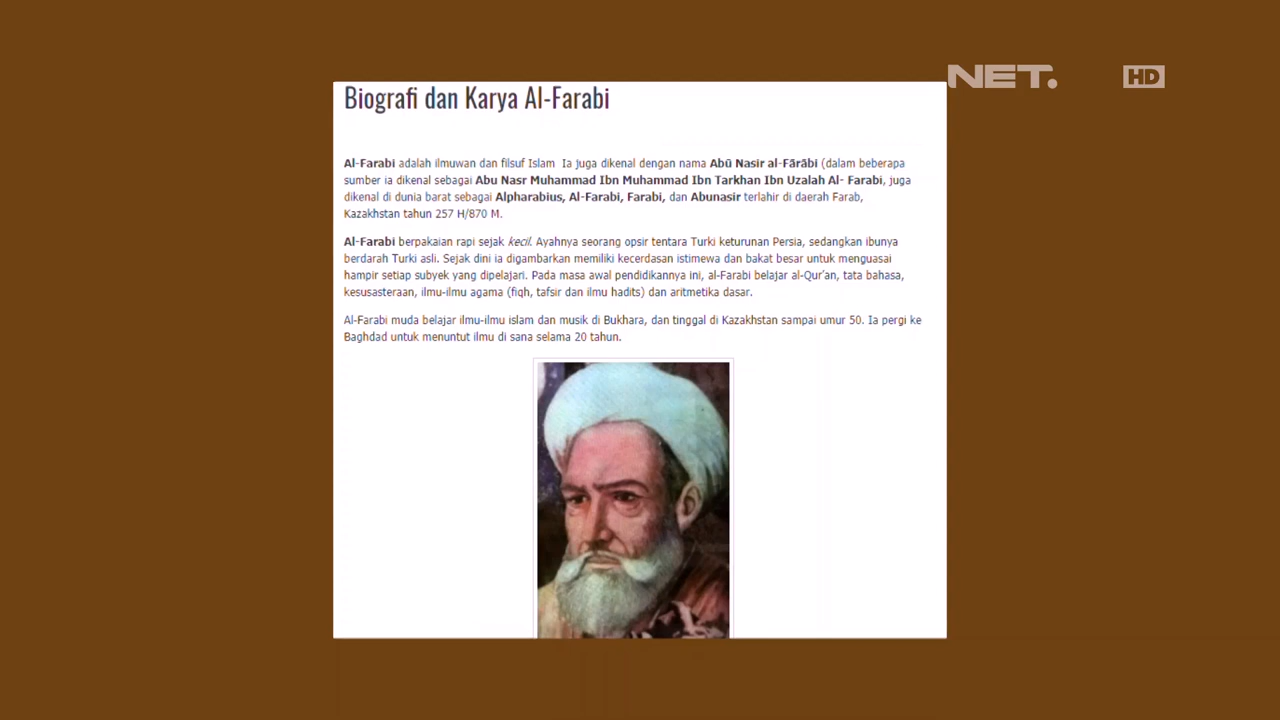 NET.
HD
Biografi dan Karya Al-Farabi
Al-Farabi adalah ilmuwan dan filsuf Islam Ia juga dikenal dengan nama Abū Nasir al-Fārābi (dalam beberapa
sumber ia dikenal sebagai Abu Nasr Muhammad Ibn Muhammad Ibn Tarkhan Ibn Uzalah Al- Farabi, juga
dikenal di dunia barat sebagai Alpharabius, Al-Farabi, Farabi, dan Abunasir terlahir di daerah Farab,
Kazakhstan tahun 257 H/870 M.
Al-Farabi berpakaian rapi sejak kecil. Ayahnya seorang opsir tentara Turki keturunan Persia, sedangkan ibunya
berdarah Turki asli. Sejak dini ia digambarkan memiliki kecerdasan istimewa dan bakat besar untuk menguasai
hampir setiap subyek yang dipelajari. Pada masa awal pendidikannya ini, al-Farabi belajar al-Qur'an, tata bahasa,
kesusasteraan, ilmu-ilmu agama (fiqh, tafsir dan ilmu hadits) dan aritmetika dasar.
Al-Farabi muda belajar ilmu-ilmu islam dan musik di Bukhara, dan tinggal di Kazakhstan sampai umur 50. Ia pergi ke
Baghdad untuk menuntut ilmu di sana selama 20 tahun.